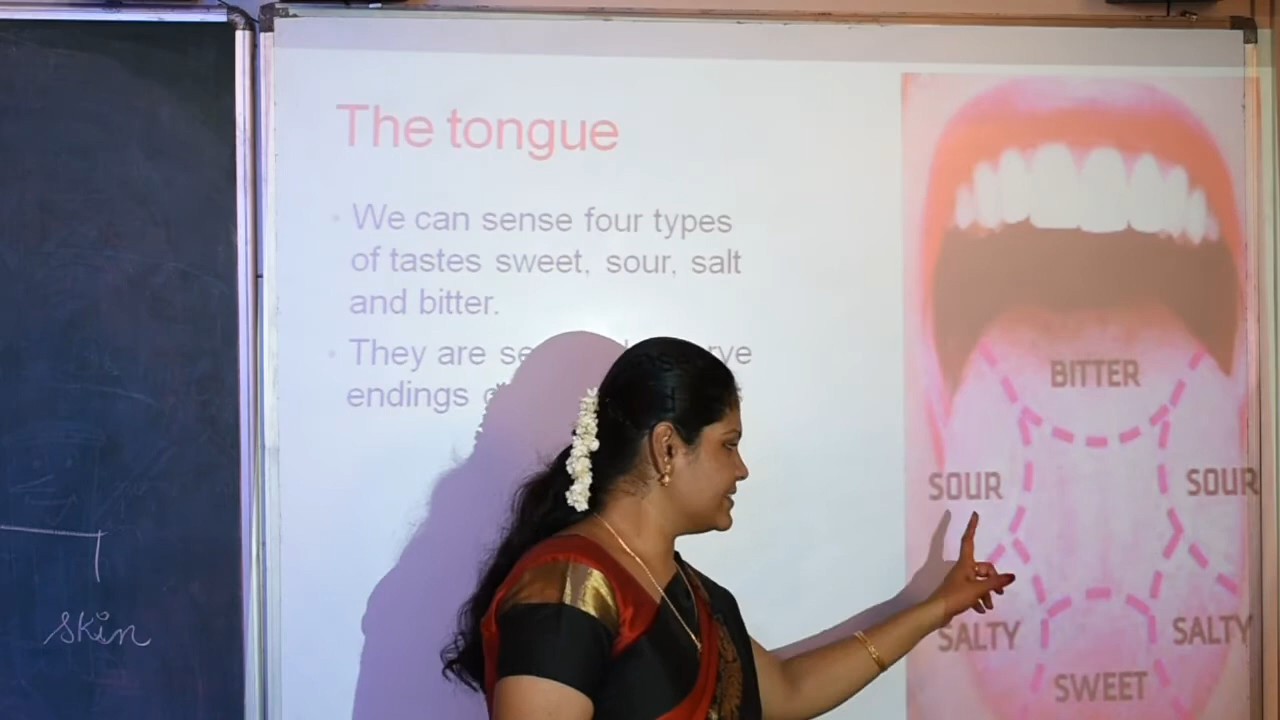 The tongue
We can sense four types
of tastes sweet, sour, salt
and bitter.
They are
endings
BITTER
SOUR
SOUR
SALTY
SALTY
SWEET
skin